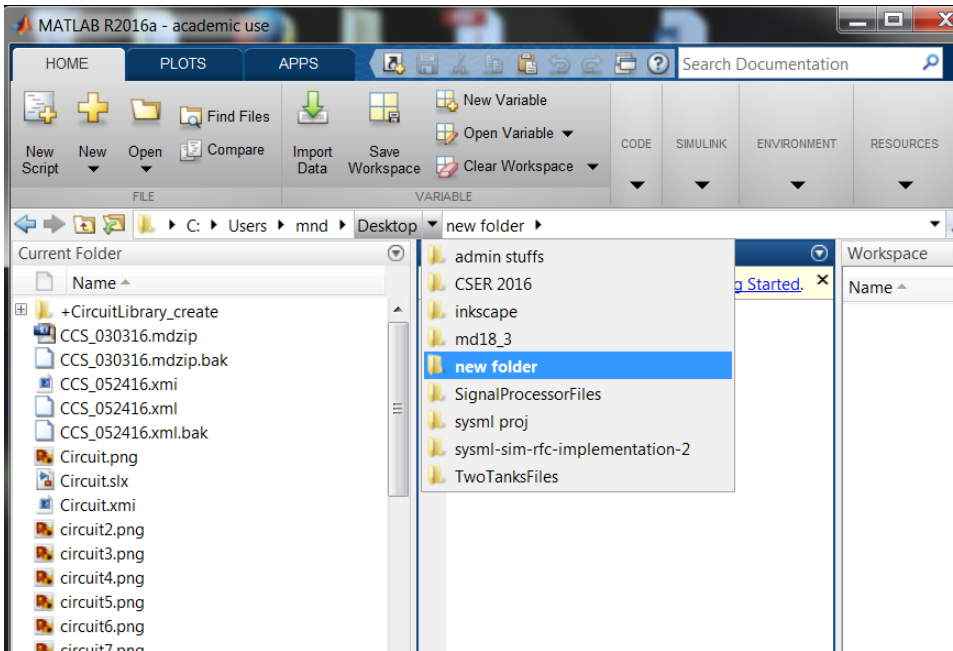 MATLAB R2016a - academic use
HOME PLOTS APPS Search Documentation
New Script
New
Open
Find Files
Compare
Import Data
Save Workspace
New Variable
Open Variable
Clear Workspace
CODE SIMULINK ENVIRONMENT RESOURCES
FILE VARIABLE
C: Users mnd Desktop new folder
Current Folder
Name
+CircuitLibrary_create
CCS_030316.mdzip
CCS_030316.mdzip.bak
CCS_052416.xmi
CCS_052416.xml
CCS_052416.xml.bak
Circuit.png
Circuit.slx
Circuit.xmi
circuit2.png
circuit3.png
circuit4.png
circuit5.png
circuit6.png
circuit7.png
admin stuffs
CSER 2016
inkscape
md18_3
new folder
SignalProcessorFiles
sysml proj
sysml-sim-rfc-implementation-2
TwoTanksFiles
g Started.
Workspace
Name